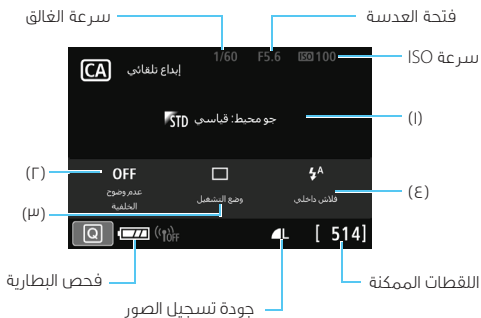 سرعة الغالق
فتحة العدسة
سرعة ISO
1/60 F5.6 ISO 100
CA إبداع تلقائي
STD جو محيط: قياسي
(١)
(٢)
OFF
عدم وضوح
الخلفية
وضع التشغيل
A
فلاش داخلي
(٣)
(٤)
Q
OFF
L
[ 514]
فحص البطارية
جودة تسجيل الصور
اللقطات الممكنة